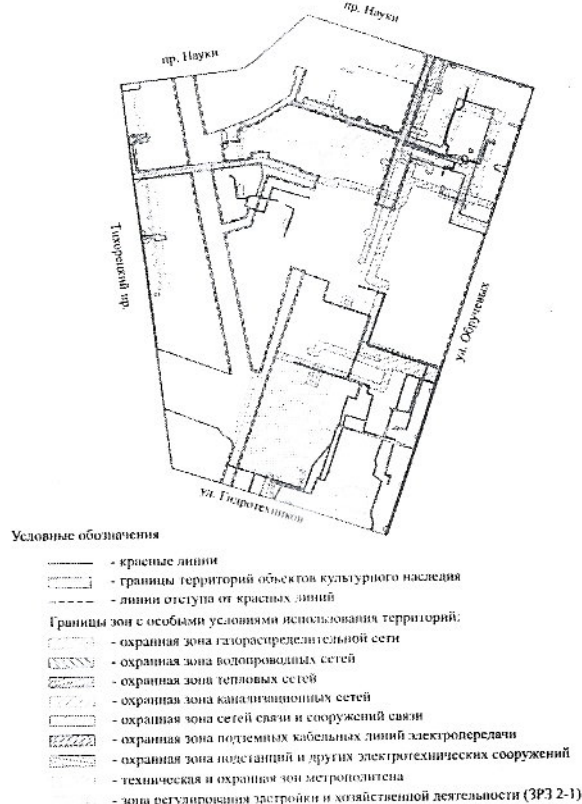 пр. Науки
пр. Науки
Тихорецкий пр.
ул. Обручевых
ул. Гидротехников
Условные обозначения
- красные линии
- границы территорий объектов культурного наследия
- линии отступа от красных линий
Границы зон с особыми условиями использования территорий:
- охранная зона газораспределительной сети
- охранная зона водопроводных сетей
- охранная зона тепловых сетей
- охранная зона канализационных сетей
- охранная зона сетей связи и сооружений связи
- охранная зона подземных кабельных линий электропередачи
- охранная зона подстанций и других электротехнических сооружений
- техническая и охранная зон метрополитена
- зона регулирования застройки и хозяйственной деятельности (ЗРЗ 2-1)